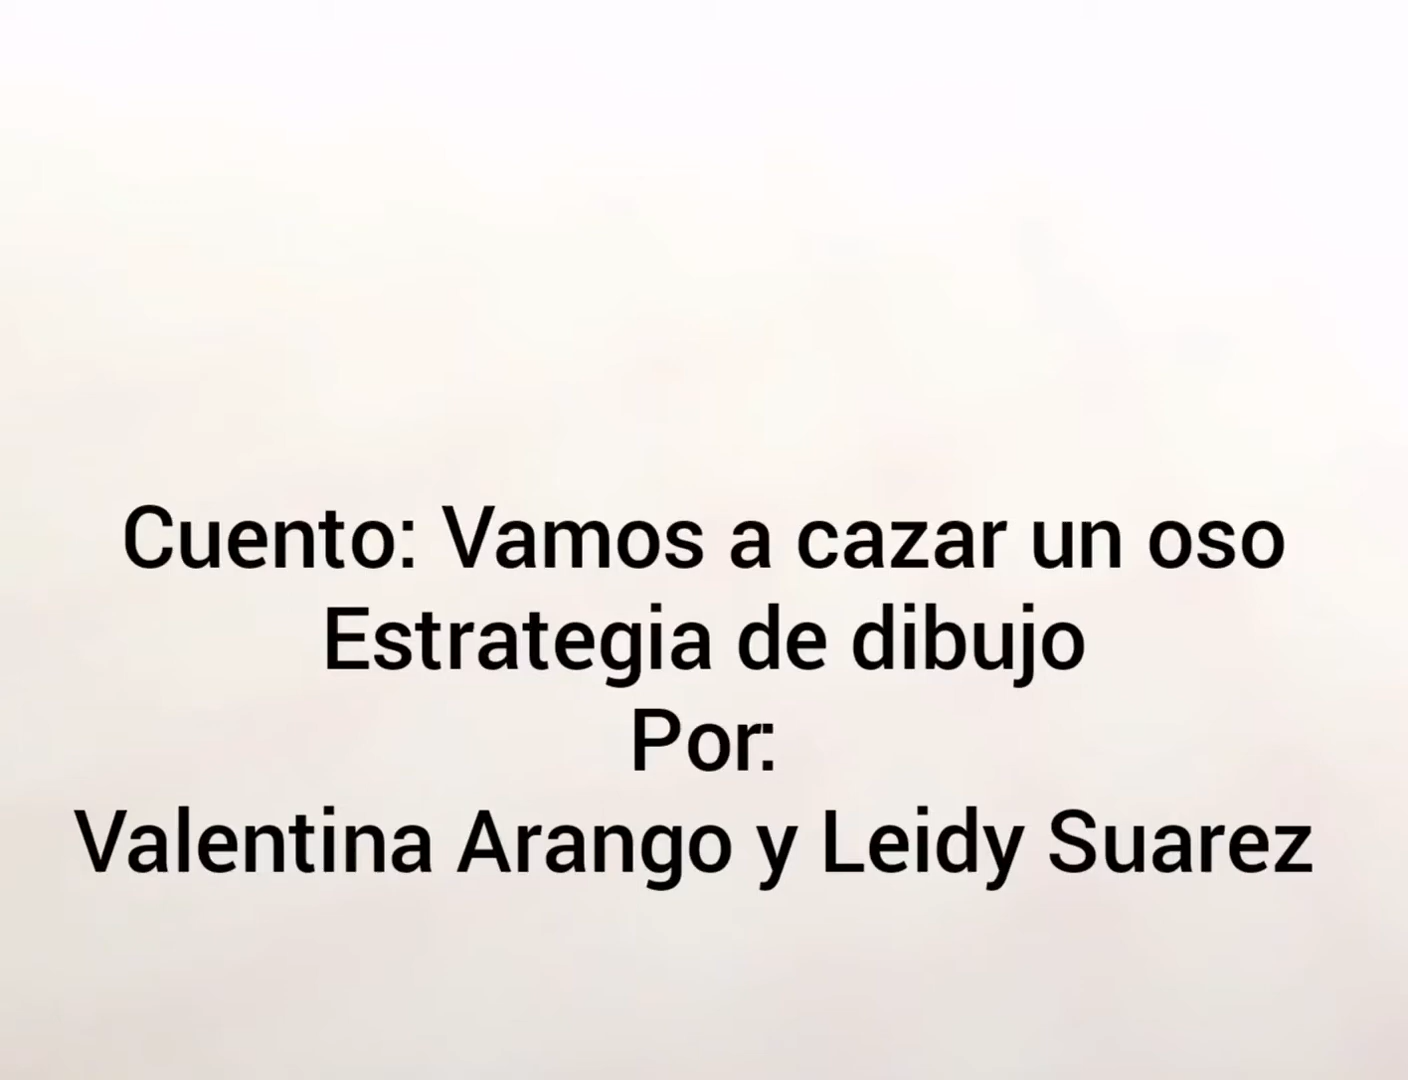 Cuento: Vamos a cazar un oso
Estrategia de dibujo
Por:
Valentina Arango y Leidy Suarez